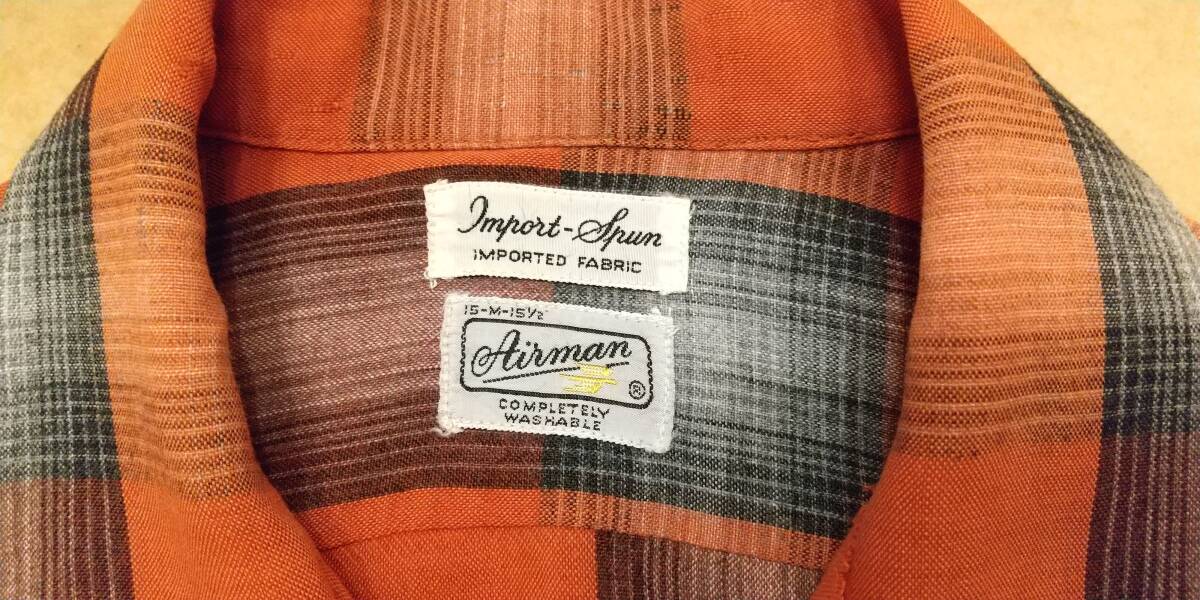 Import-Spun
IMPORTED FABRIC
15-M-15½
Airman
®
COMPLETELY
WASHABLE